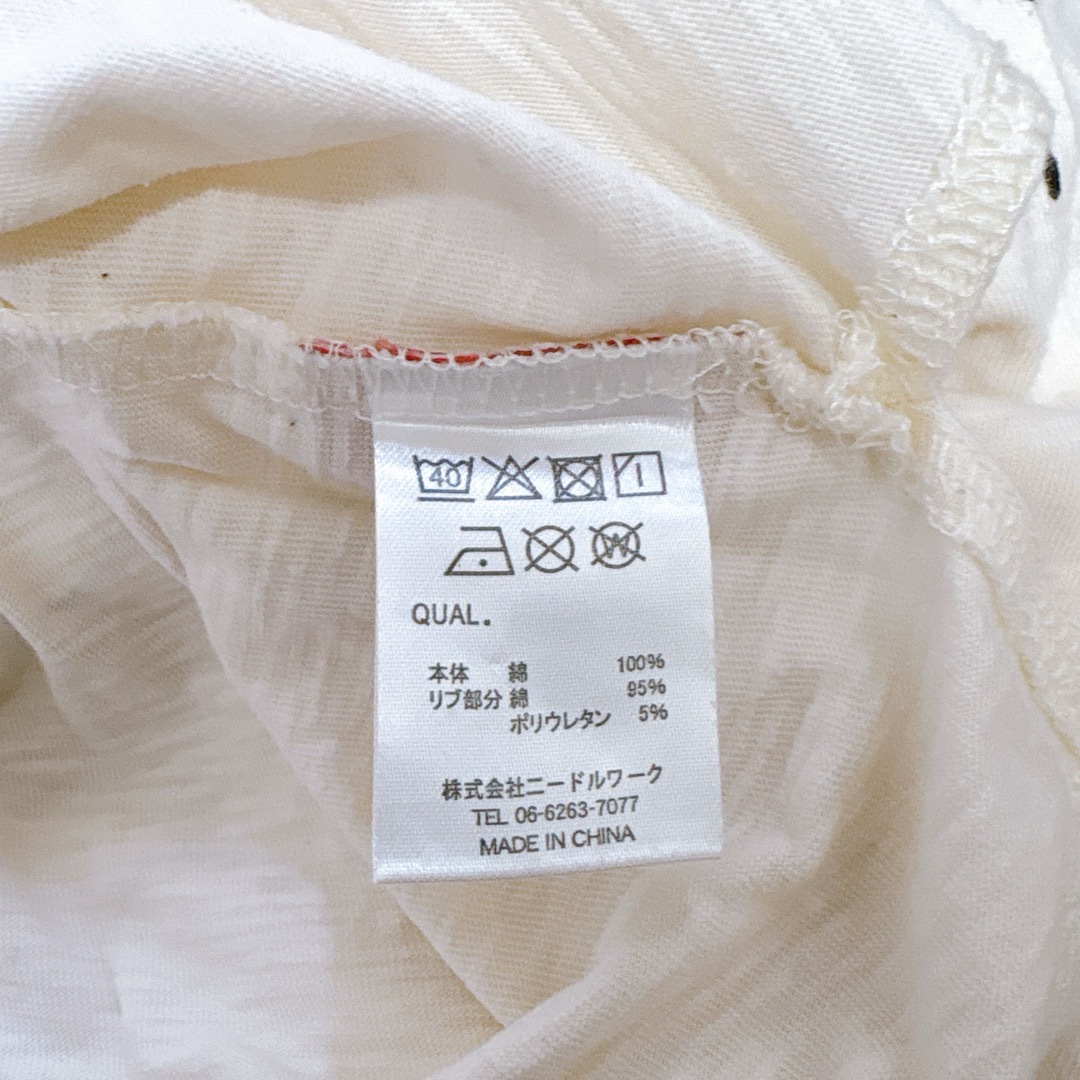 40
W
QUAL.
本体 綿 100%
リブ部分 綿 95%
ポリウレタン 5%
株式会社ニードルワーク
TEL 06-6263-7077
MADE IN CHINA